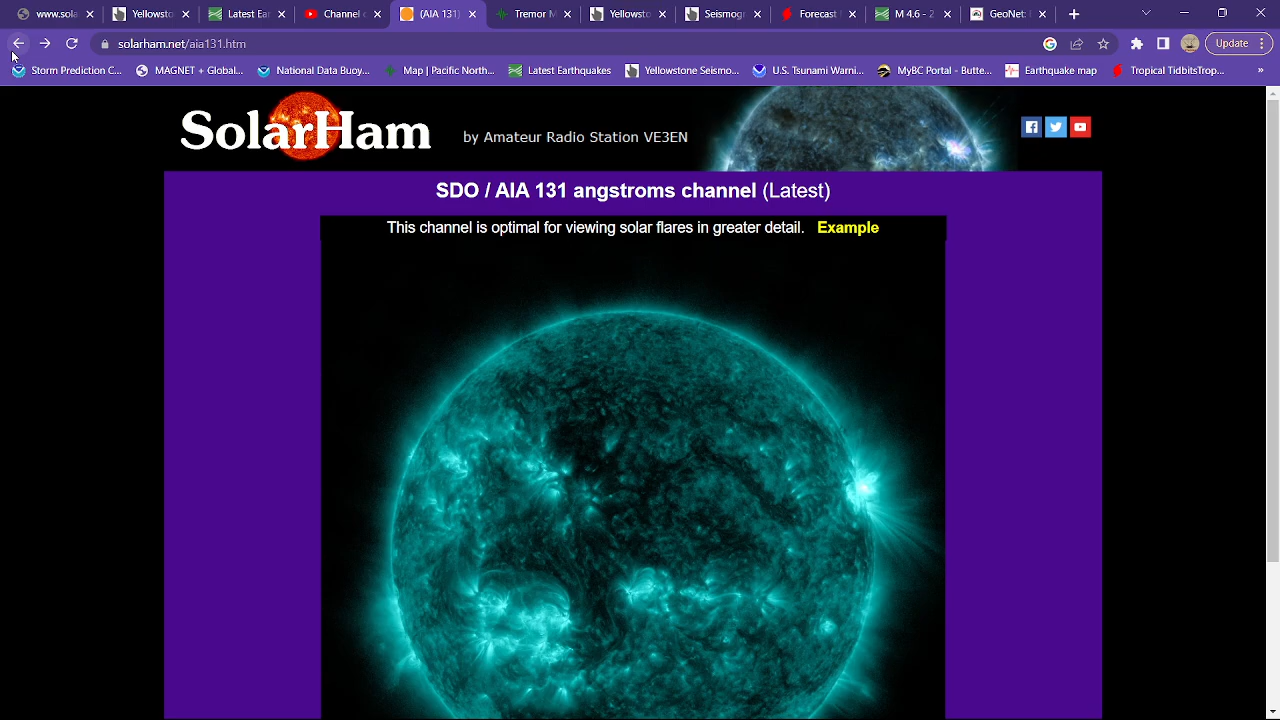 www.sola
Yellowsto
Latest Ear
Channel c
(AIA 131)
Tremor M
Yellowsto
Seismogr
Forecast
M 4.6 - 2
GeoNet:
solarham.net/aia131.htm
Update
Storm Prediction C...
MAGNET + Global...
National Data Buoy...
Map | Pacific North...
Latest Earthquakes
Yellowstone Seismo...
U.S. Tsunami Warni...
MyBC Portal - Butte...
Earthquake map
Tropical TidbitsTrop...
»
SolarHam
by Amateur Radio Station VE3EN
SDO / AIA 131 angstroms channel (Latest)
This channel is optimal for viewing solar flares in greater detail. Example